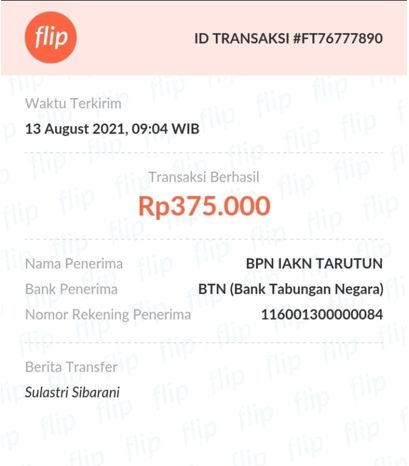 flip
ID TRANSAKSI #FT76777890
Waktu Terkirim
13 August 2021, 09:04 WIB
Transaksi Berhasil
Rp375.000
Nama Penerima BPN IAKN TARUTUN
Bank Penerima BTN (Bank Tabungan Negara)
Nomor Rekening Penerima 116001300000084
Berita Transfer
Sulastri Sibarani